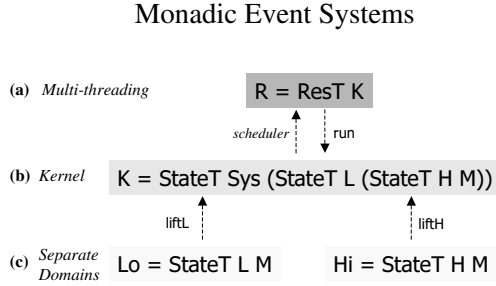 Monadic Event Systems
(a) Multi-threading R = ResT K
scheduler run
(b) Kernel K = StateT Sys (StateT L (StateT H M))
liftL liftH
(c) Separate Domains Lo = StateT L M Hi = StateT H M